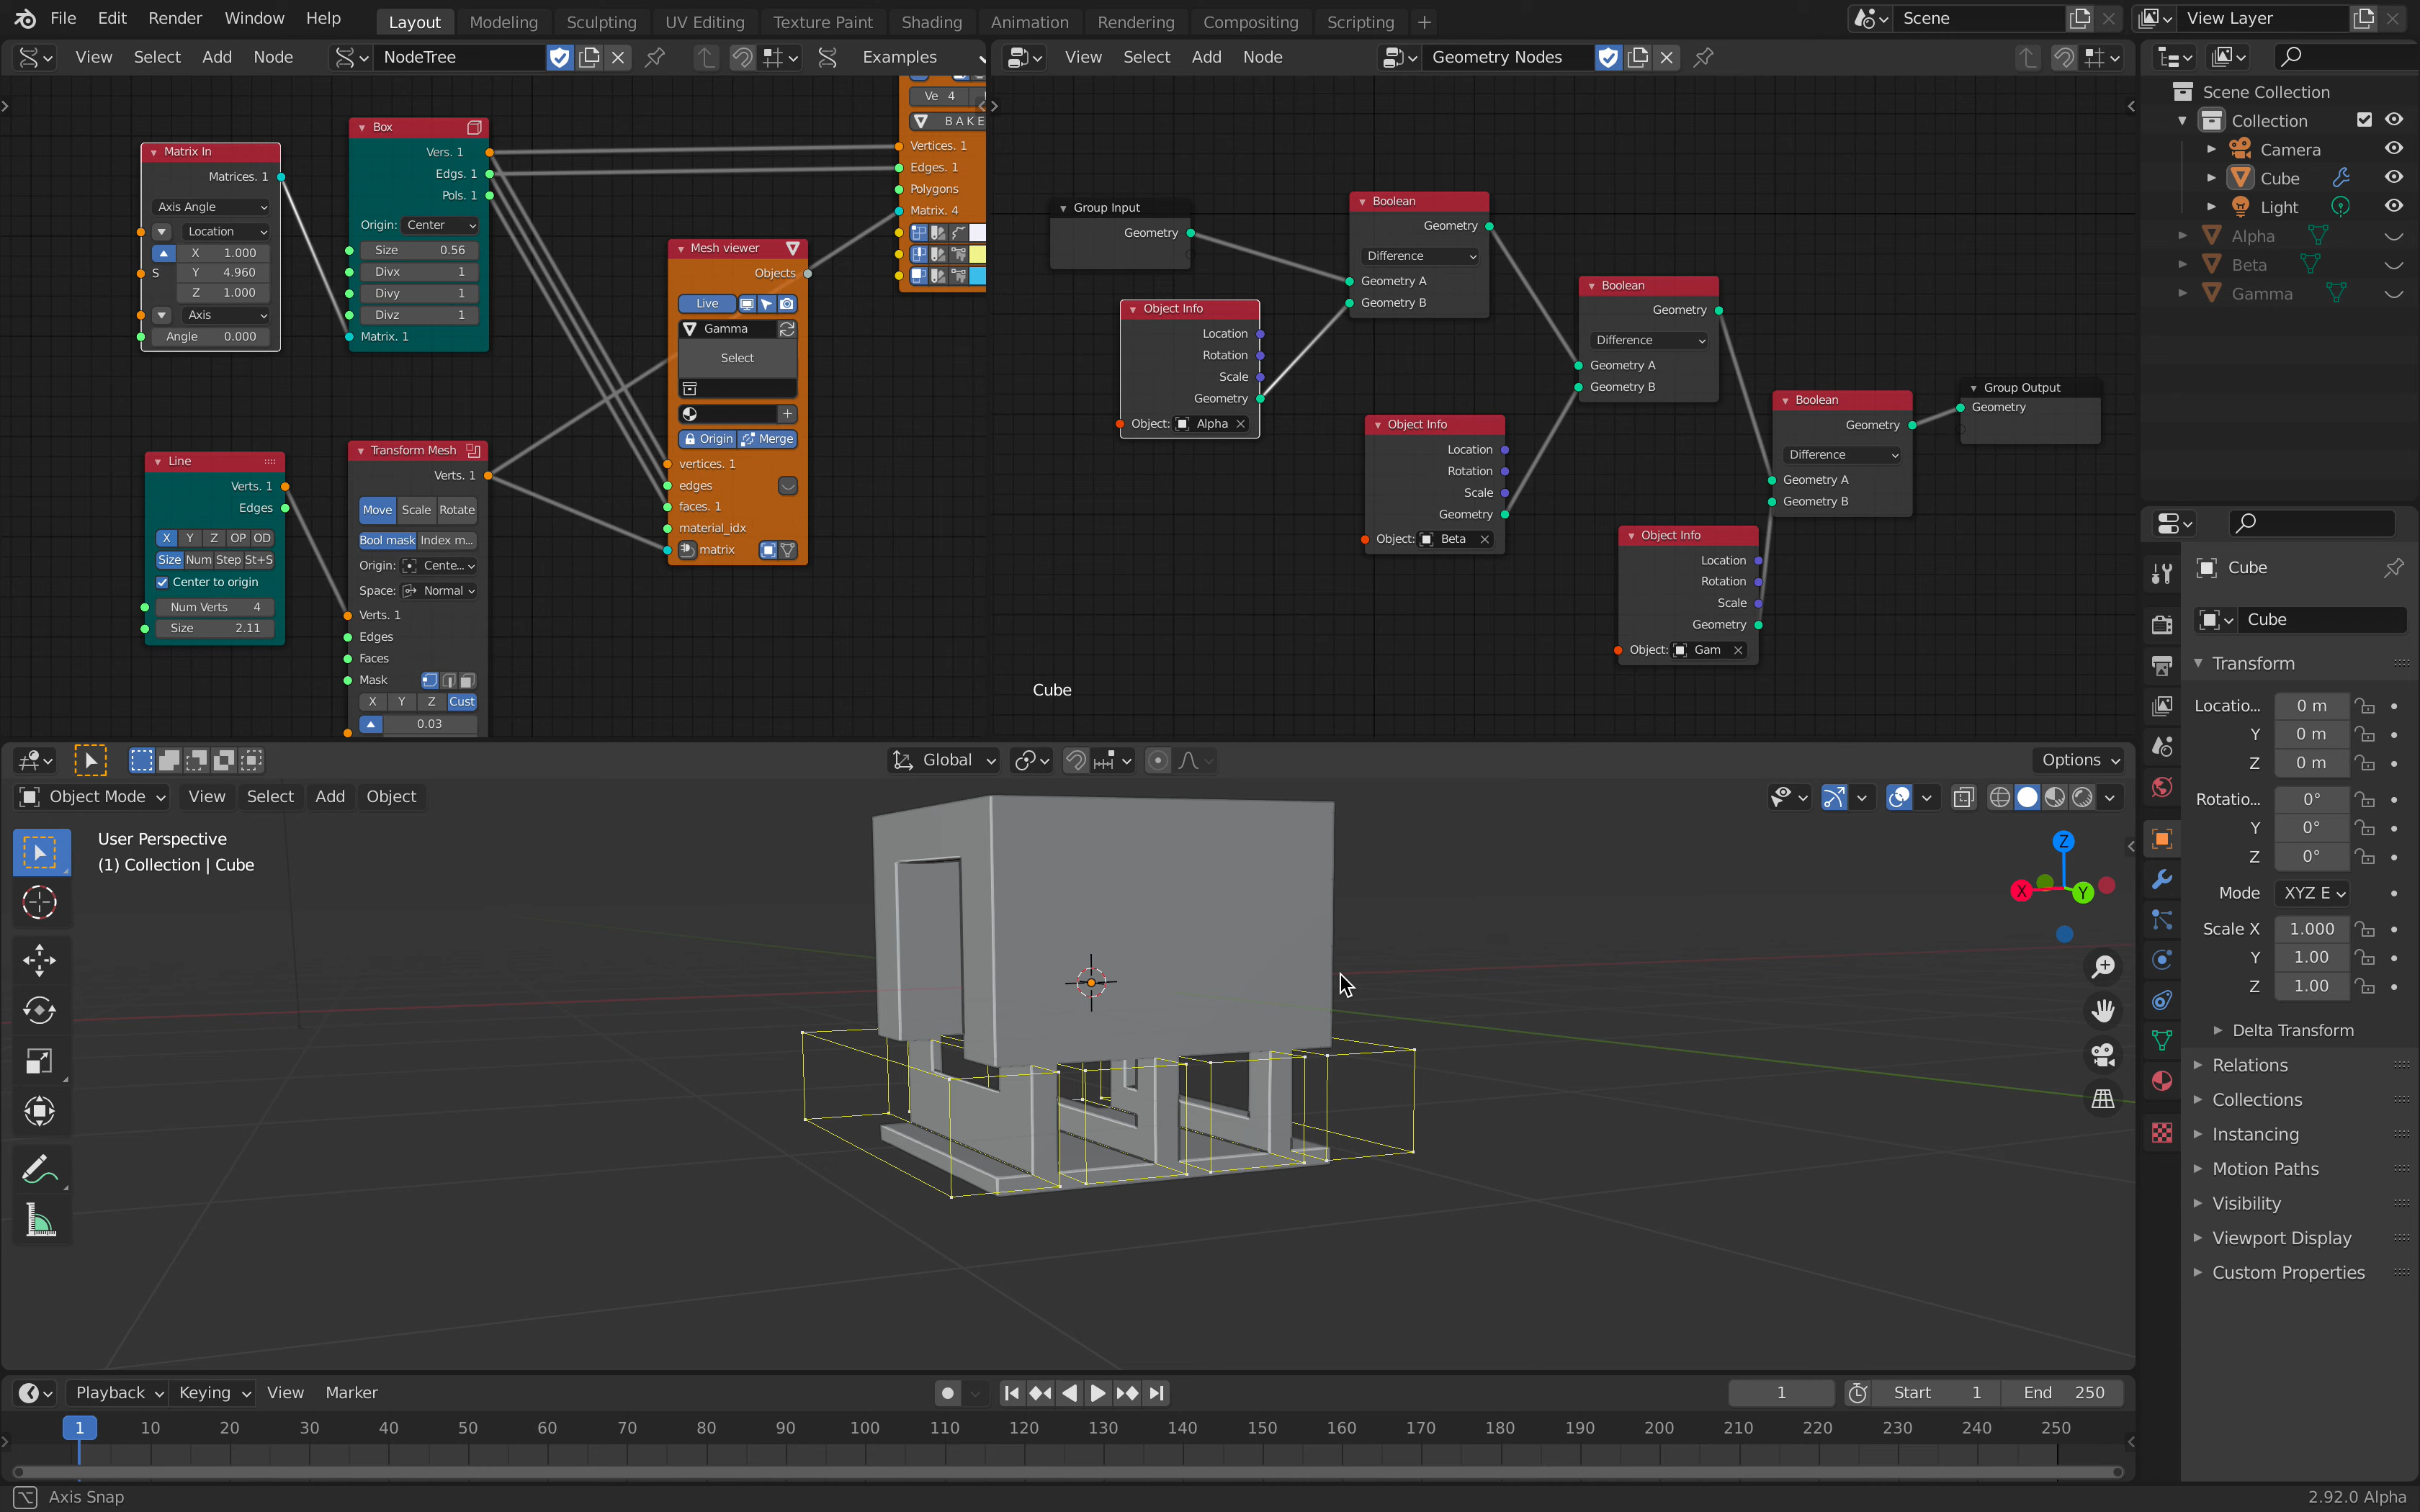 File Edit Render Window Help
Layout Modeling Sculpting UV Editing Texture Paint Shading Animation Rendering Compositing Scripting +
Scene
View Layer
View Select Add Node
NodeTree
Examples
Matrix In
Matrices. 1
Axis Angle
Location
X 1.000
S Y 4.960
Z 1.000
Axis
Angle 0.000
Box
Vers. 1
Edgs. 1
Pols. 1
Origin: Center
Size 0.56
Divx 1
Divy 1
Divz 1
Matrix. 1
Line
Verts. 1
Edges
X Y Z OP OD
Size Num Step St+S
Center to origin
Num Verts 4
Size 2.11
Transform Mesh
Verts. 1
Move Scale Rotate
Bool mask Index m...
Origin: Cente...
Space: Normal
Verts. 1
Edges
Faces
Mask
X Y Z Cust
0.03
Mesh viewer
Objects
Live
Gamma
Select
Origin Merge
vertices. 1
edges
faces. 1
material_idx
matrix
Ve 4
BAKE
Vertices. 1
Edges. 1
Polygons
Matrix. 4
View Select Add Node
Geometry Nodes
Group Input
Geometry
Object Info
Location
Rotation
Scale
Geometry
Object: Alpha
Boolean
Geometry
Difference
Geometry A
Geometry B
Object Info
Location
Rotation
Scale
Geometry
Object: Beta
Boolean
Geometry
Difference
Geometry A
Geometry B
Object Info
Location
Rotation
Scale
Geometry
Object: Gam
Boolean
Geometry
Difference
Geometry A
Geometry B
Group Output
Geometry
Cube
Scene Collection
Collection
Camera
Cube
Light
Alpha
Beta
Gamma
Cube
Cube
Transform
Locatio... 0 m
Y 0 m
Z 0 m
Rotatio... 0°
Y 0°
Z 0°
Mode XYZ E
Scale X 1.000
Y 1.00
Z 1.00
Delta Transform
Relations
Collections
Instancing
Motion Paths
Visibility
Viewport Display
Custom Properties
Global
Options
Object Mode View Select Add Object
User Perspective
(1) Collection | Cube
Z
X
Y
Playback Keying View Marker
1
Start 1
End 250
1 10 20 30 40 50 60 70 80 90 100 110 120 130 140 150 160 170 180 190 200 210 220 230 240 250
Axis Snap
2.92.0 Alpha